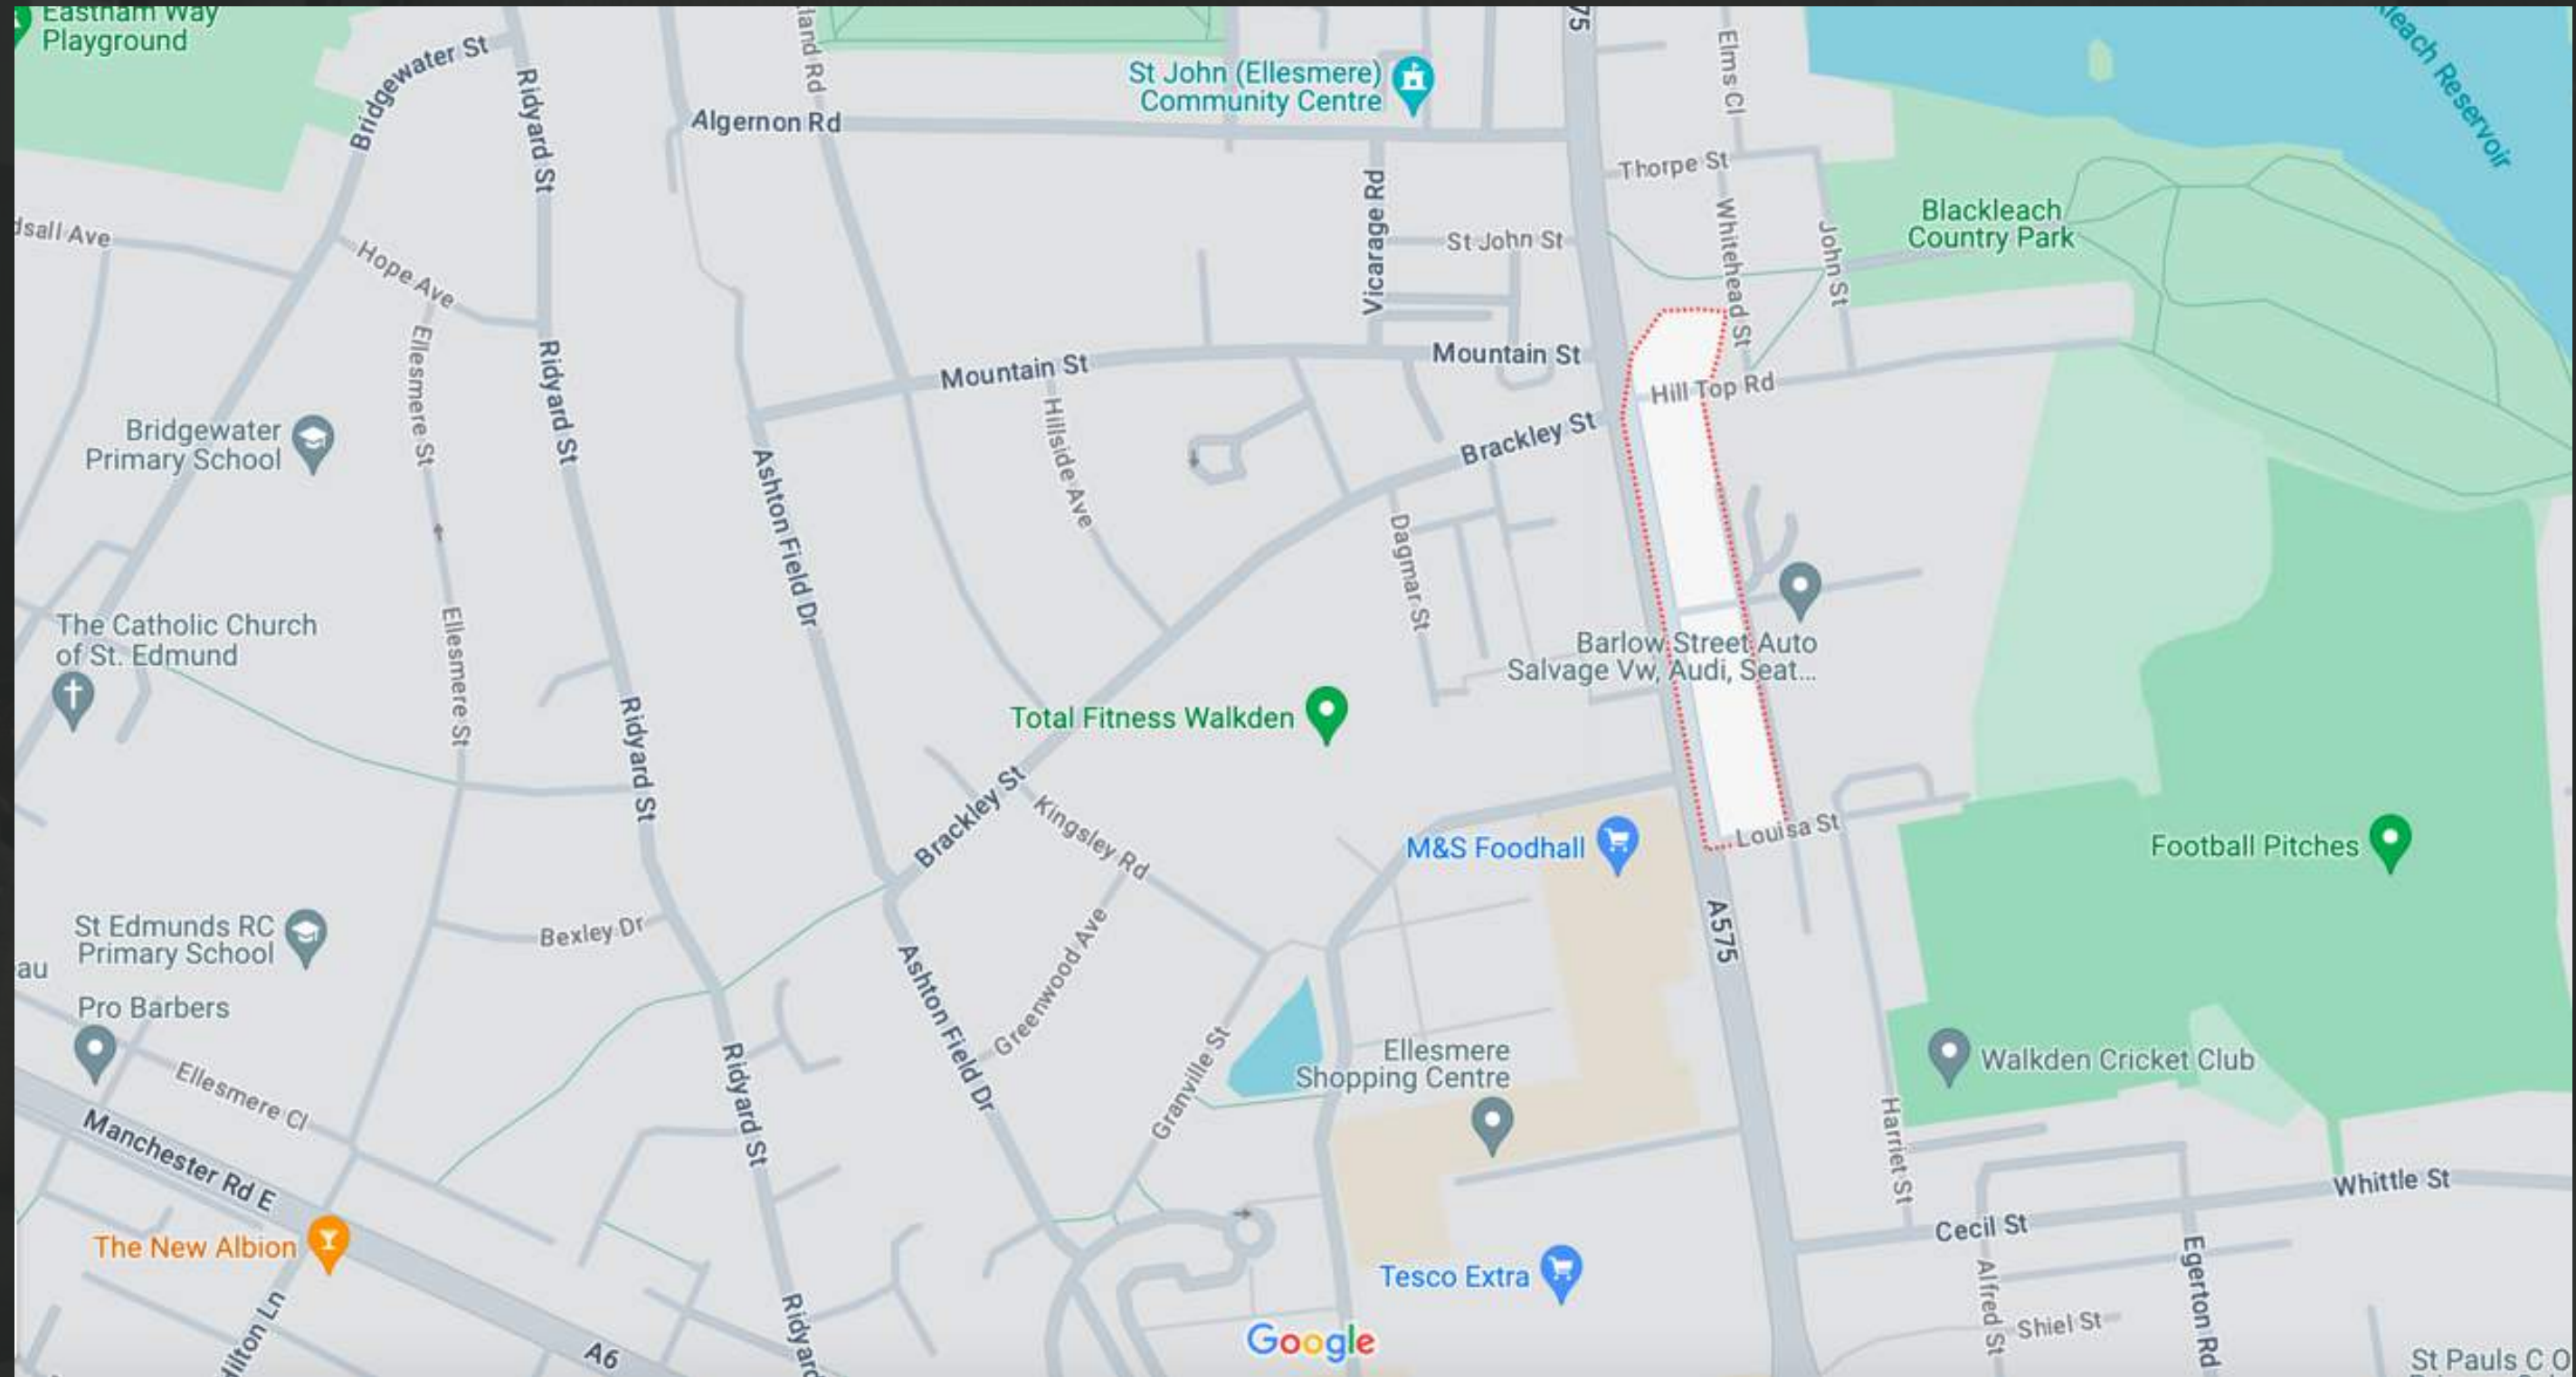 Eastham Way
Playground
Bridgewater St
Ridyard St
land Rd
Algernon Rd
St John (Ellesmere)
Community Centre
75
Elms Cl
Thorpe St
kleach Reservoir
Blackleach
Country Park
dsall Ave
Hope Ave
Vicarage Rd
St John St
Whitehead St
John St
Ellesmere St
Ridyard St
Mountain St
Mountain St
Hill Top Rd
Bridgewater
Primary School
Hillside Ave
Brackley St
Ashton Field Dr
Dagmar St
The Catholic Church
of St. Edmund
Ellesmere St
Barlow Street Auto
Salvage Vw, Audi, Seat...
Total Fitness Walkden
Ridyard St
Brackley St
Kingsley Rd
M&S Foodhall
Louisa St
Football Pitches
St Edmunds RC
Primary School
Bexley Dr
A575
au
Pro Barbers
Ashton Field Dr
Greenwood Ave
Granville St
Ellesmere
Shopping Centre
Walkden Cricket Club
Ellesmere Cl
Manchester Rd E
Ridyard St
Harriet St
Whittle St
Cecil St
The New Albion
Tesco Extra
Alfred St
Egerton Rd
Hilton Ln
A6
Ridyard
Google
Shiel St
St Pauls C O